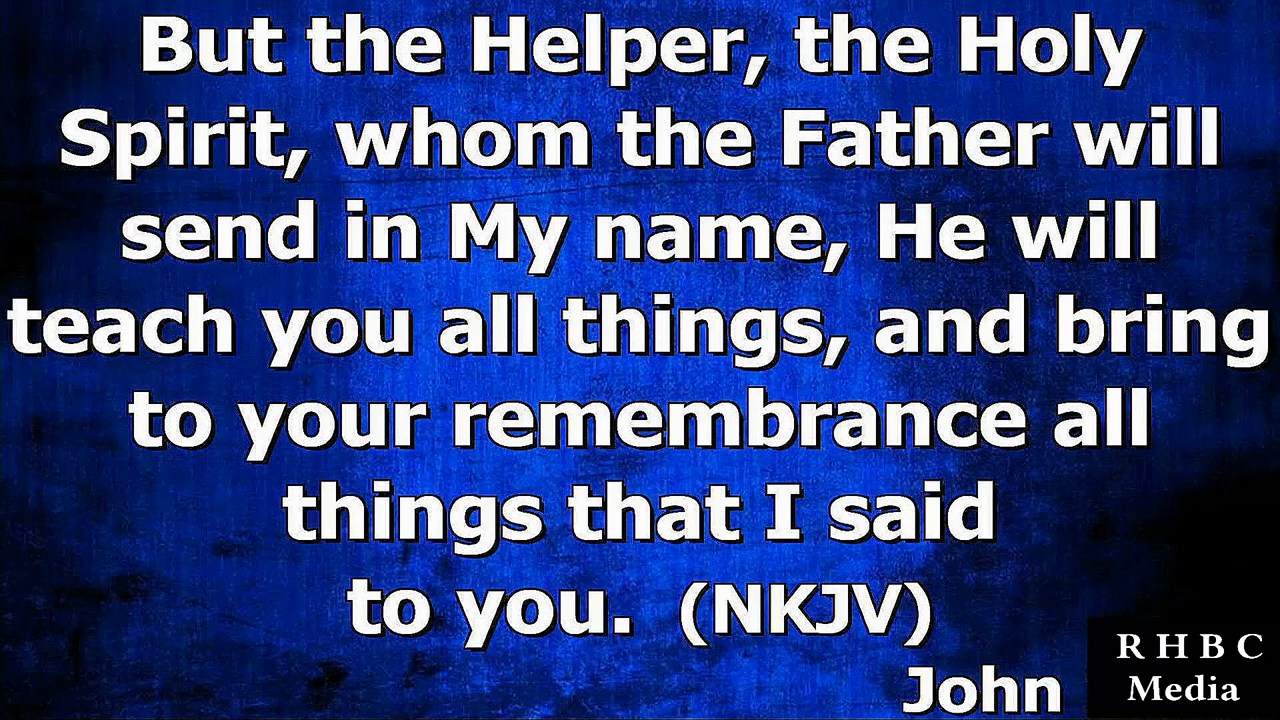 But the Helper, the Holy
Spirit, whom the Father will
send in My name, He will
teach you all things, and bring
to your remembrance all
things that I said
to you. (NKJV)
John
R H B C
Media